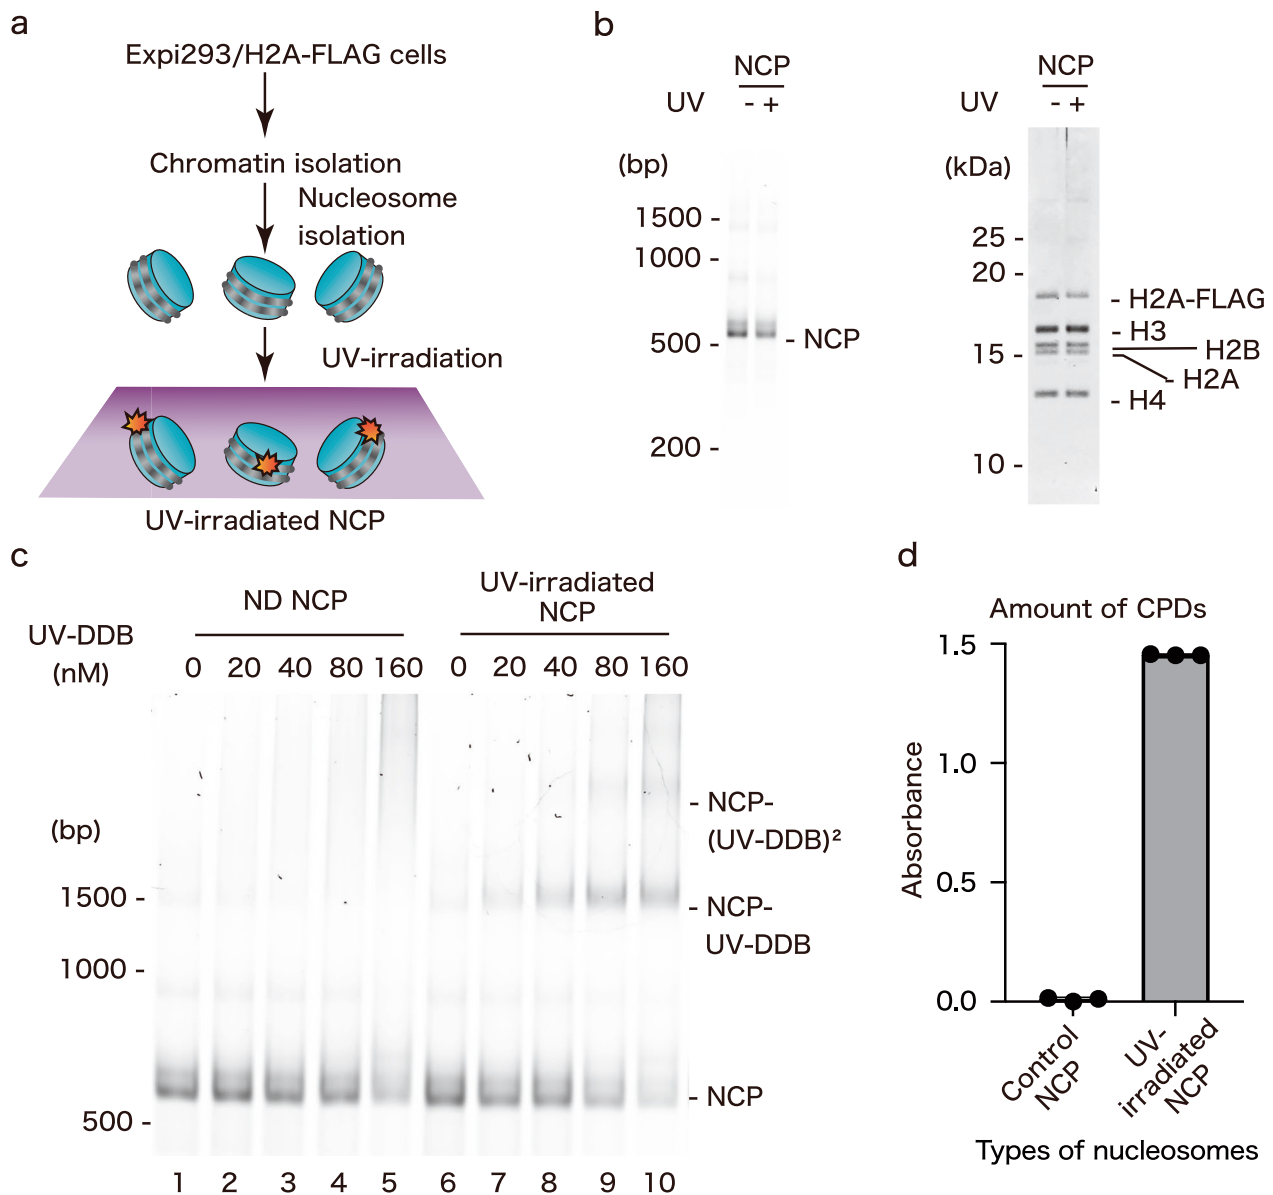 a
Expi293/H2A-FLAG cells
Chromatin isolation
Nucleosome
isolation
UV-irradiation
UV-irradiated NCP
b
NCP
UV - +
(bp)
1500 -
1000 -
500 -
200 -
- NCP
NCP
UV - +
(kDa)
25 -
20 -
15 -
10 -
- H2A-FLAG
- H3
H2B
- H2A
- H4
c
ND NCP
UV-irradiated
NCP
UV-DDB
(nM)
0 20 40 80 160 0 20 40 80 160
(bp)
1500 -
1000 -
500 -
- NCP-
(UV-DDB)²
- NCP-
UV-DDB
- NCP
1 2 3 4 5 6 7 8 9 10
d
Amount of CPDs
Absorbance
1.5
1.0
0.5
0.0
Control
NCP
UV-
irradiated
NCP
Types of nucleosomes